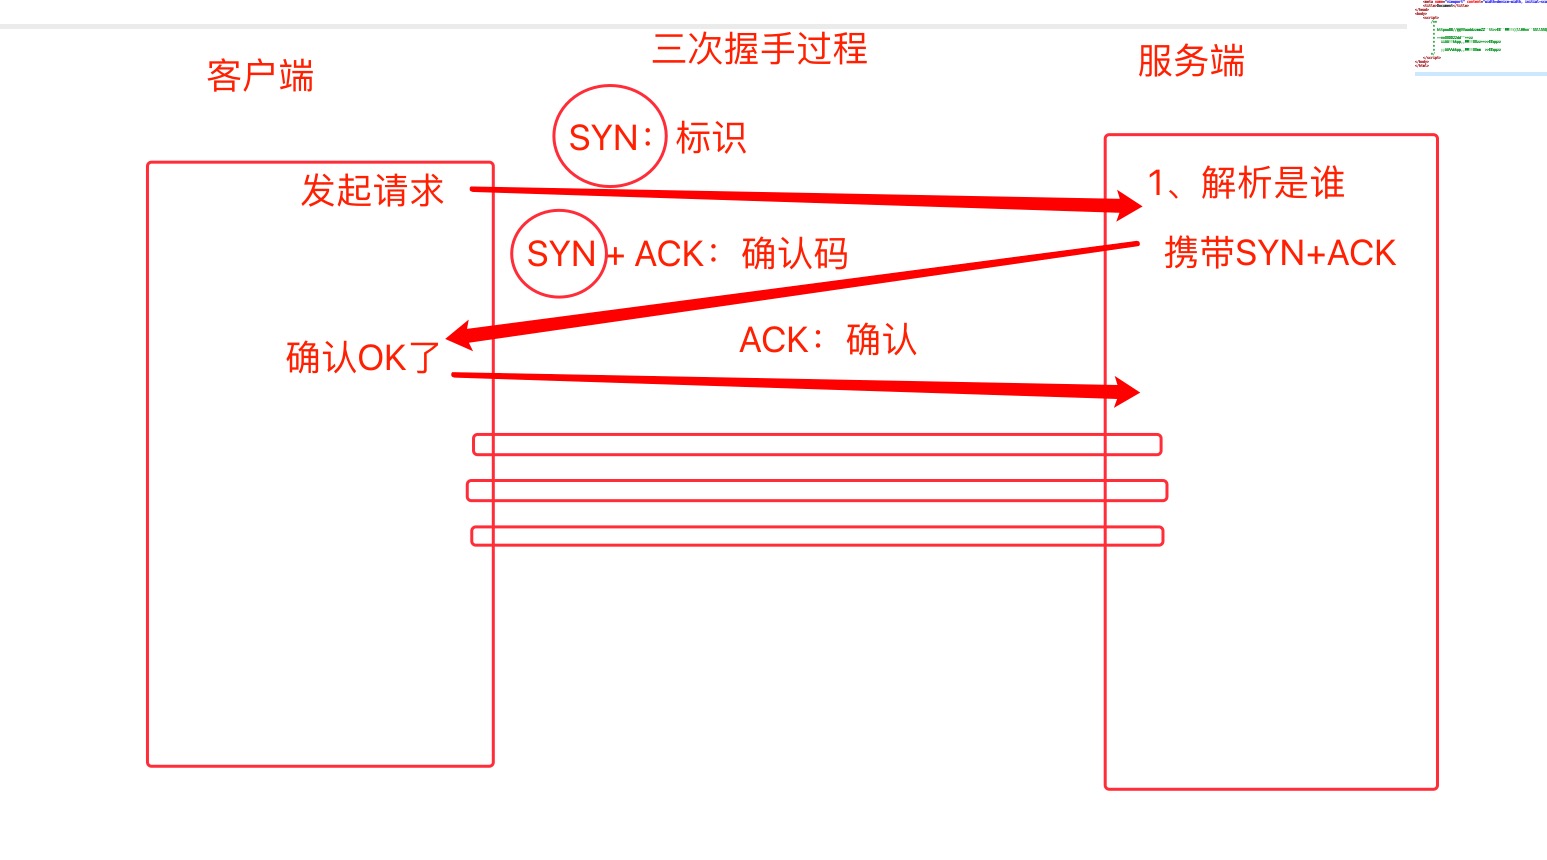 三次握手过程
客户端
服务端
SYN：标识
发起请求
1、解析是谁
SYN + ACK：确认码
携带SYN+ACK
ACK：确认
确认OK了